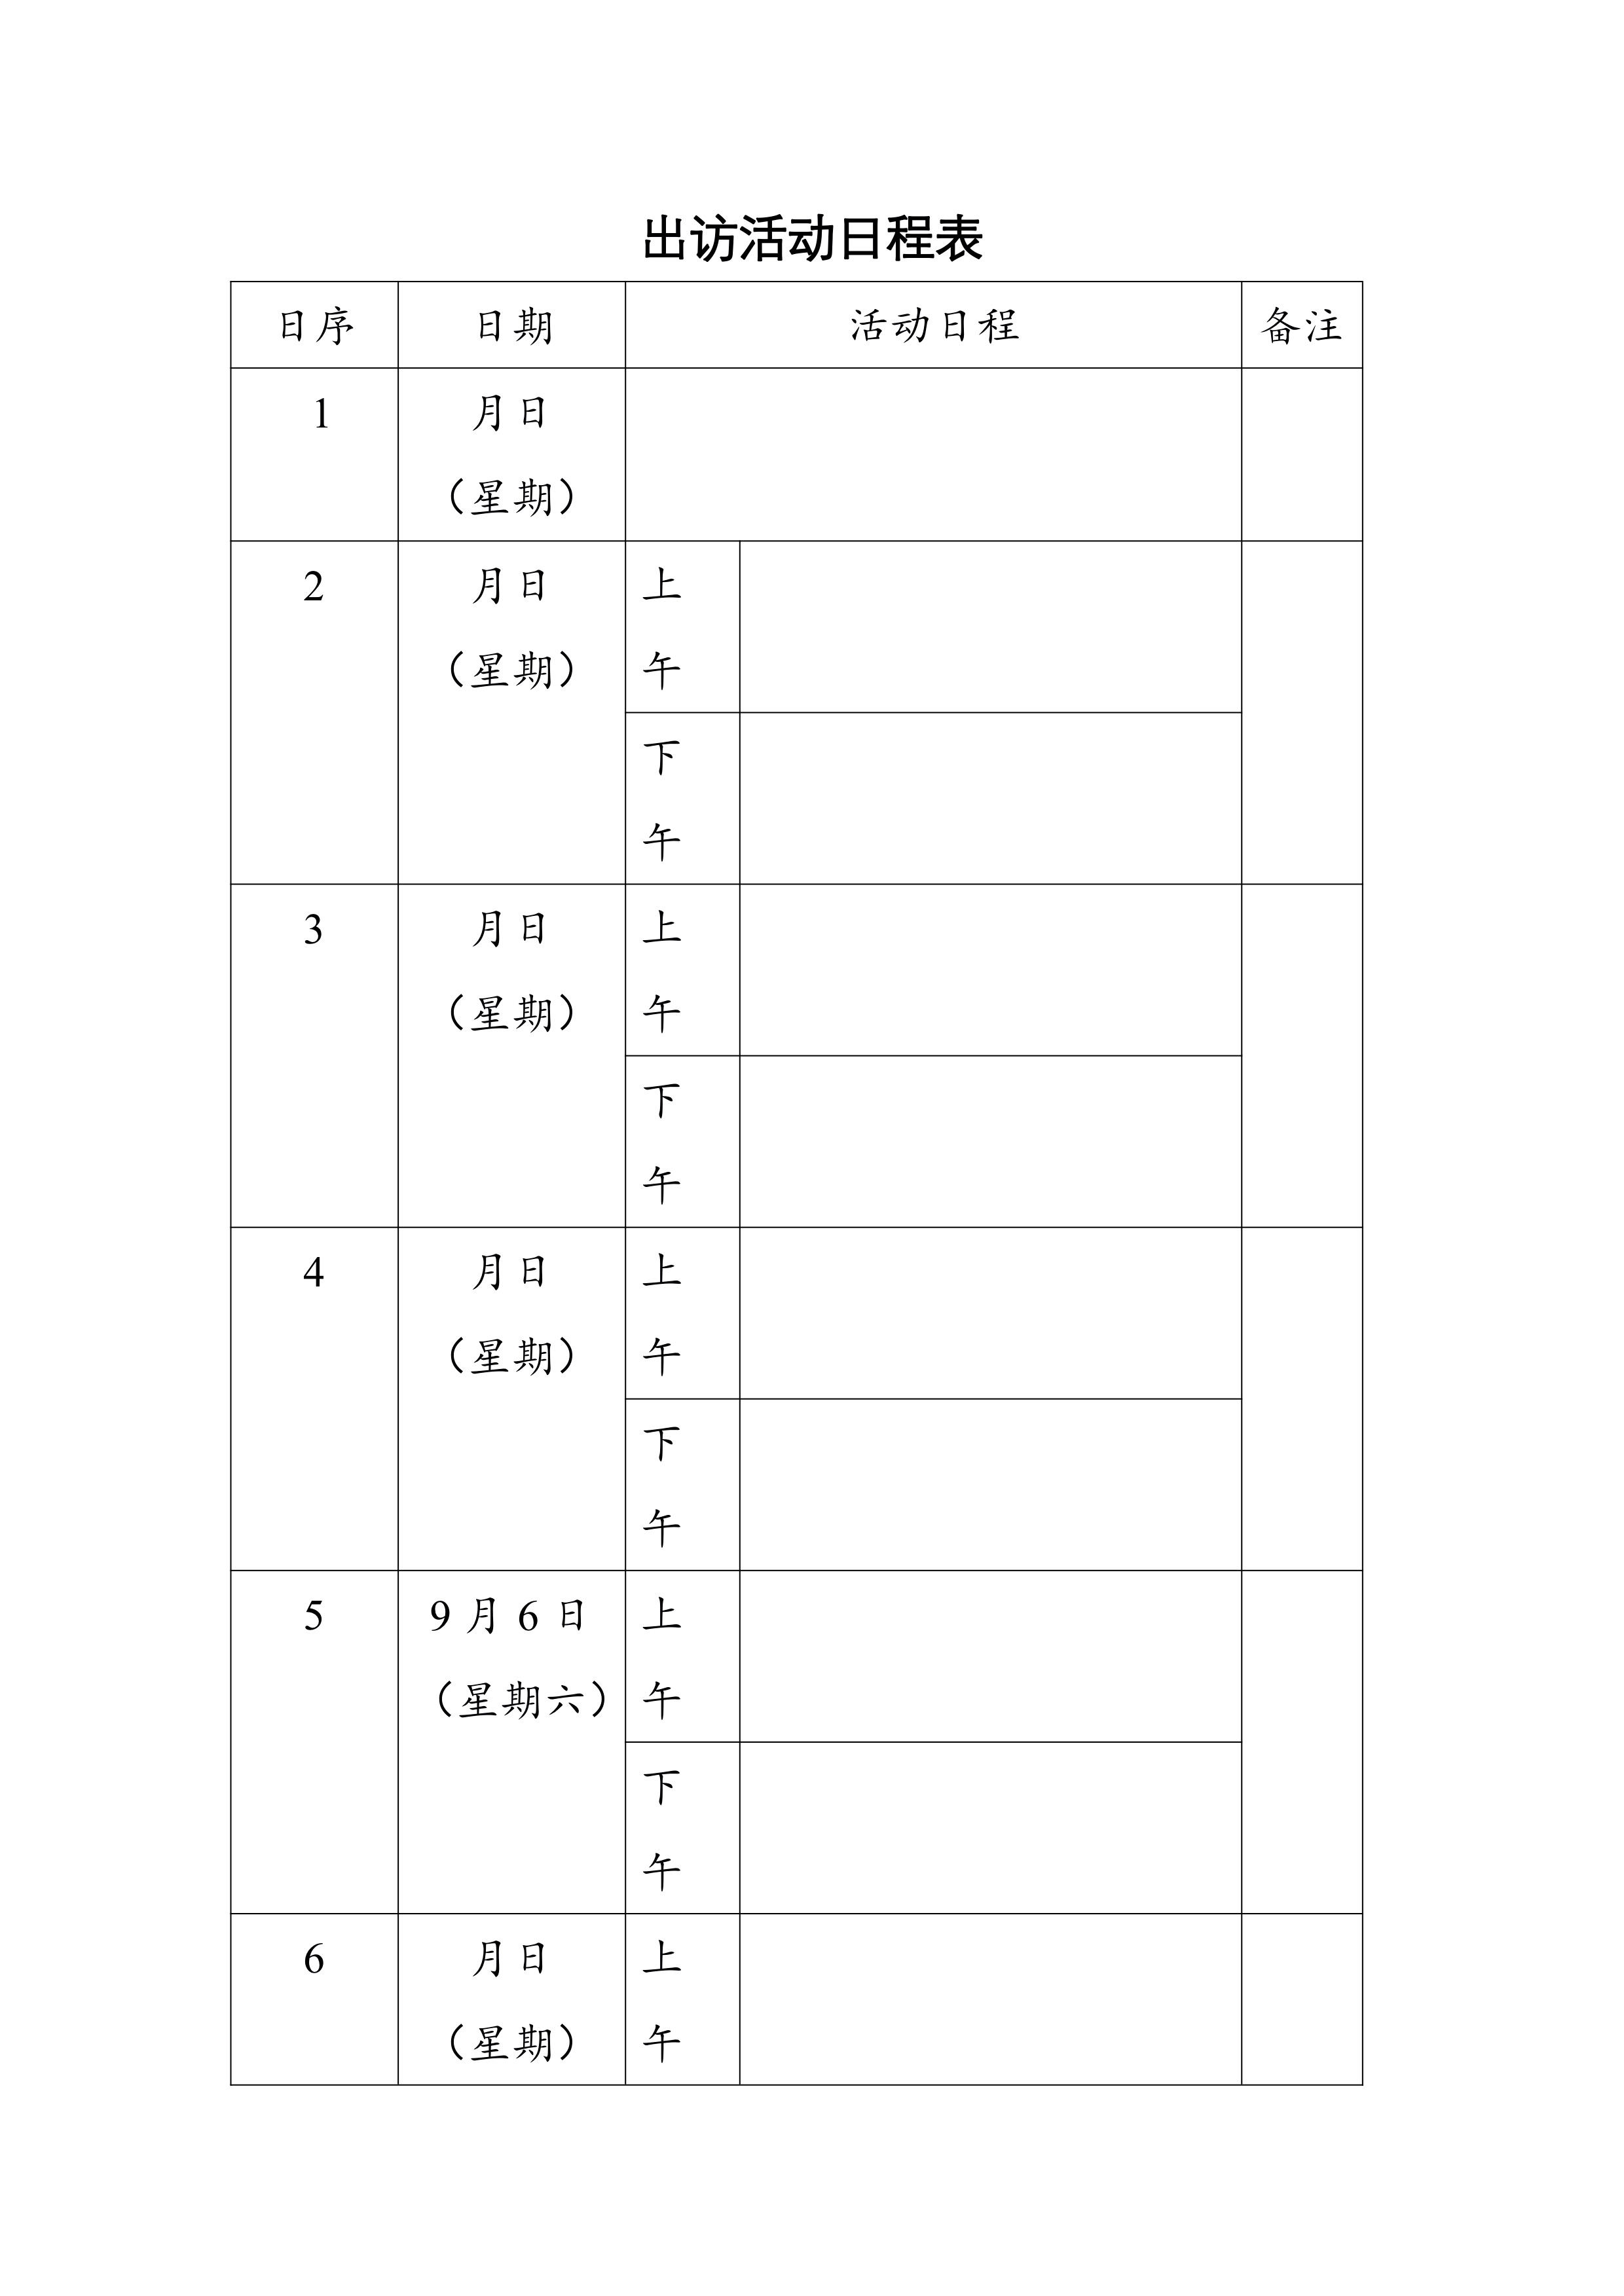 出访活动日程表
日序 日期 活动日程 备注
1 月日
（星期）
2 月日 上
（星期） 午
下
午
3 月日 上
（星期） 午
下
午
4 月日 上
（星期） 午
下
午
5 9 月 6 日 上
（星期六） 午
下
午
6 月日 上
（星期） 午